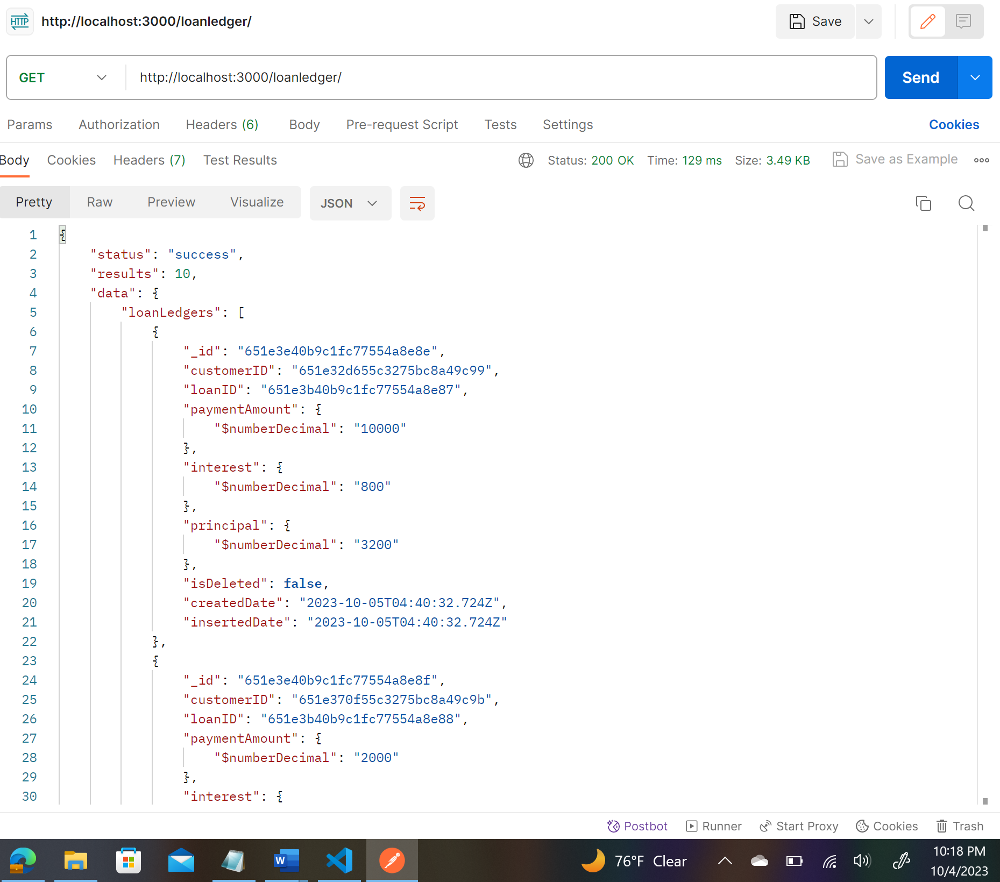 HTTP http://localhost:3000/loanledger/ Save
GET http://localhost:3000/loanledger/ Send
Params Authorization Headers (6) Body Pre-request Script Tests Settings Cookies
Body Cookies Headers (7) Test Results Status: 200 OK Time: 129 ms Size: 3.49 KB Save as Example
Pretty Raw Preview Visualize JSON
1 {
2 "status": "success",
3 "results": 10,
4 "data": {
5 "loanLedgers": [
6 {
7 "_id": "651e3e40b9c1fc77554a8e8e",
8 "customerID": "651e32d655c3275bc8a49c99",
9 "loanID": "651e3b40b9c1fc77554a8e87",
10 "paymentAmount": {
11 "$numberDecimal": "10000"
12 },
13 "interest": {
14 "$numberDecimal": "800"
15 },
16 "principal": {
17 "$numberDecimal": "3200"
18 },
19 "isDeleted": false,
20 "createdDate": "2023-10-05T04:40:32.724Z",
21 "insertedDate": "2023-10-05T04:40:32.724Z"
22 },
23 {
24 "_id": "651e3e40b9c1fc77554a8e8f",
25 "customerID": "651e370f55c3275bc8a49c9b",
26 "loanID": "651e3b40b9c1fc77554a8e88",
27 "paymentAmount": {
28 "$numberDecimal": "2000"
29 },
30 "interest": {
Postbot Runner Start Proxy Cookies Trash
W 76°F Clear 10:18 PM
10/4/2023